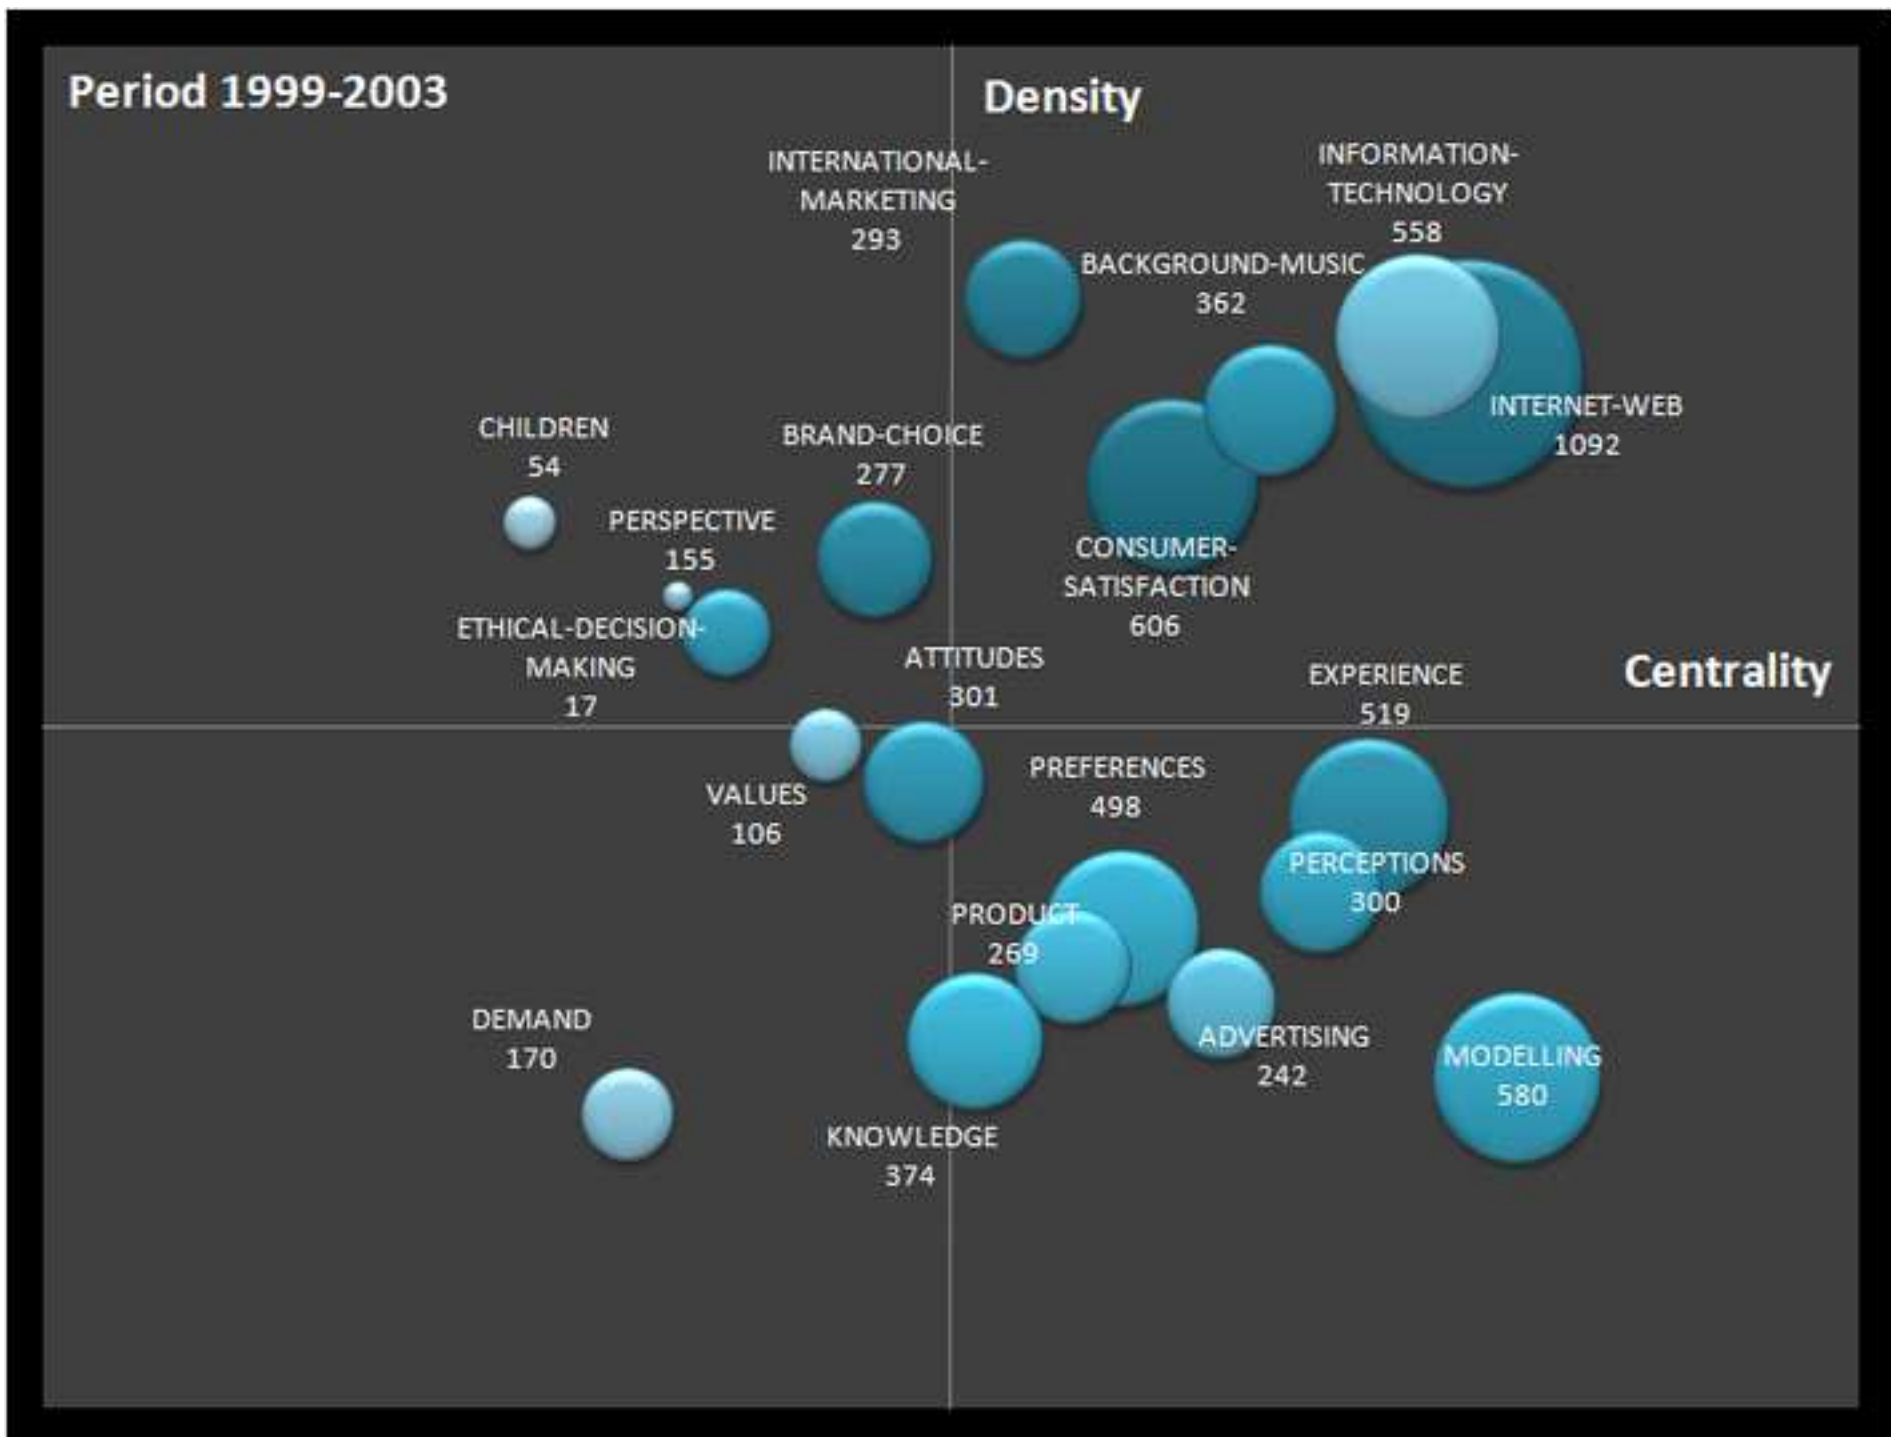 Period 1999-2003
Density
INTERNATIONAL-
MARKETING
293
INFORMATION-
TECHNOLOGY
558
BACKGROUND-MUSIC
362
INTERNET-WEB
1092
CHILDREN
54
BRAND-CHOICE
277
PERSPECTIVE
155
CONSUMER-
SATISFACTION
606
ETHICAL-DECISION-
MAKING
17
ATTITUDES
301
EXPERIENCE
519
Centrality
VALUES
106
PREFERENCES
498
PERCEPTIONS
300
PRODUCT
269
DEMAND
170
ADVERTISING
242
MODELLING
580
KNOWLEDGE
374